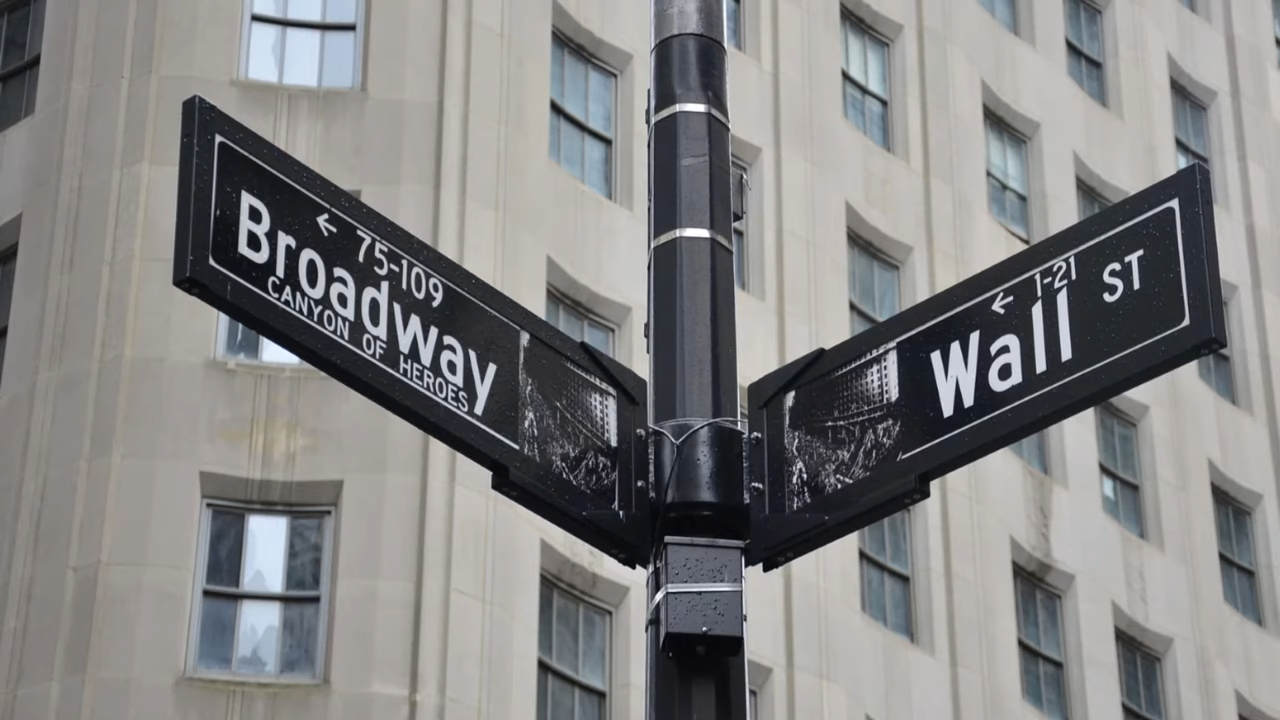 ← 75-109
Broadway
CANYON OF HEROES
← 1-21
Wall ST